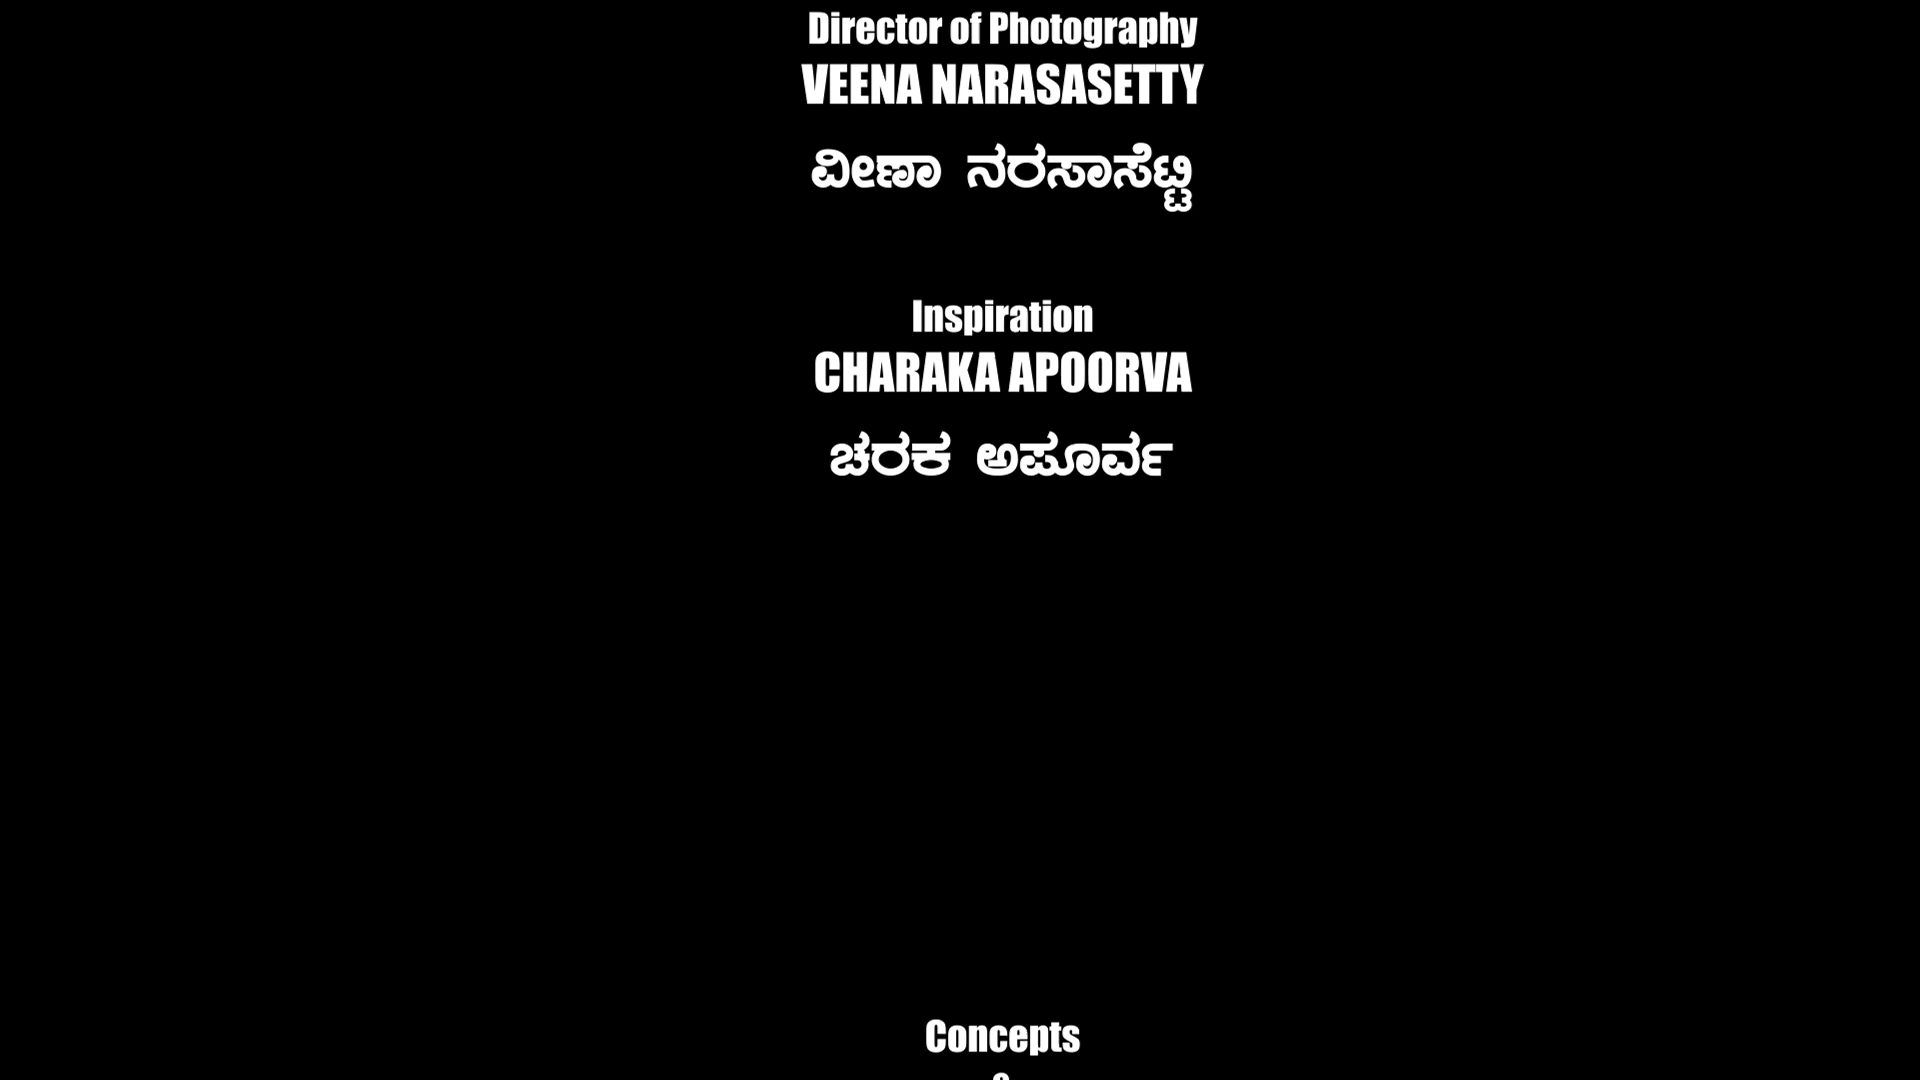 Director of Photography
VEENA NARASASETTY
ವೀಣಾ ನರಸಾಸೆಟ್ಟಿ
Inspiration
CHARAKA APOORVA
ಚರಕ ಅಪೂರ್ವ
Concepts